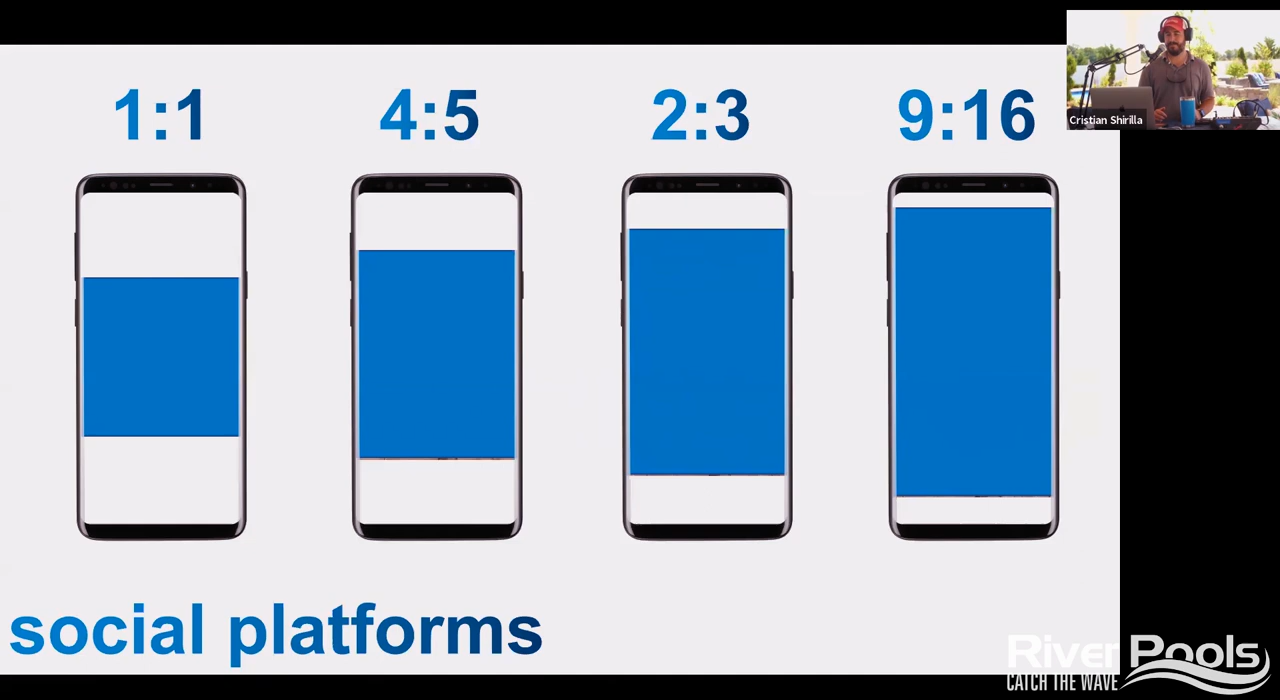 1:1
4:5
2:3
9:16
Cristian Shirilla
social platforms
River Pools
CATCH THE WAVE